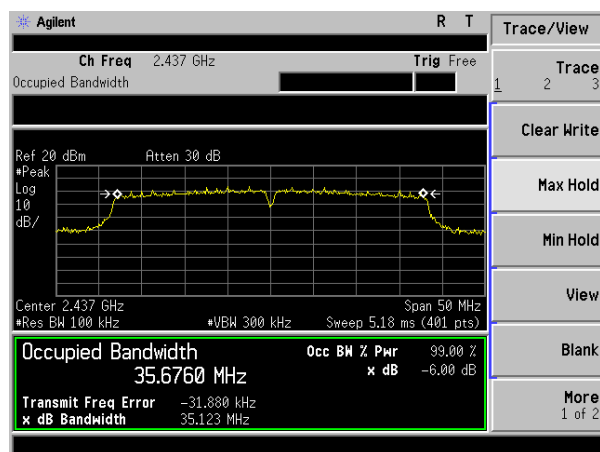 Agilent R T
Ch Freq 2.437 GHz Trig Free
Occupied Bandwidth
Ref 20 dBm Atten 30 dB
#Peak
Log
10
dB/
Center 2.437 GHz Span 50 MHz
#Res BW 100 kHz #VBW 300 kHz Sweep 5.18 ms (401 pts)
Occupied Bandwidth Occ BW % Pwr 99.00 %
35.6760 MHz x dB -6.00 dB
Transmit Freq Error -31.880 kHz
x dB Bandwidth 35.123 MHz
Trace/View
Trace
1 2 3
Clear Write
Max Hold
Min Hold
View
Blank
More
1 of 2